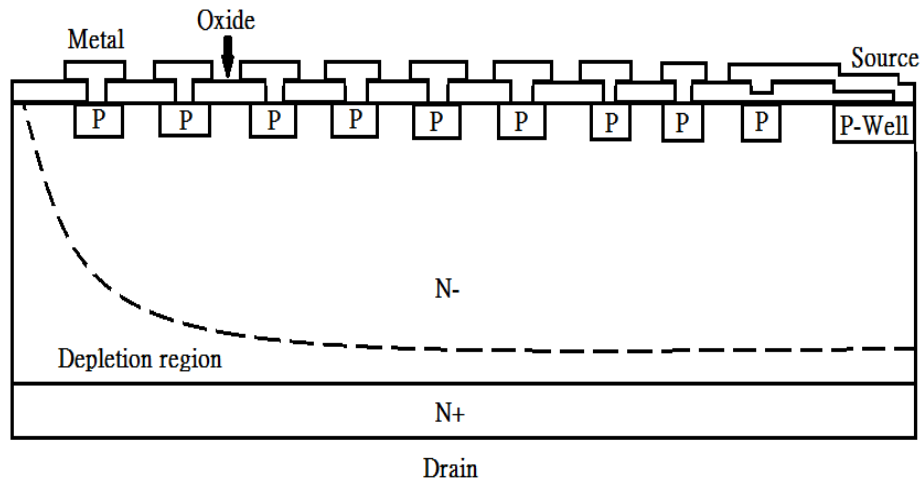 Oxide
Metal
Source
P
P
P
P
P
P
P
P
P
P-Well
N-
Depletion region
N+
Drain